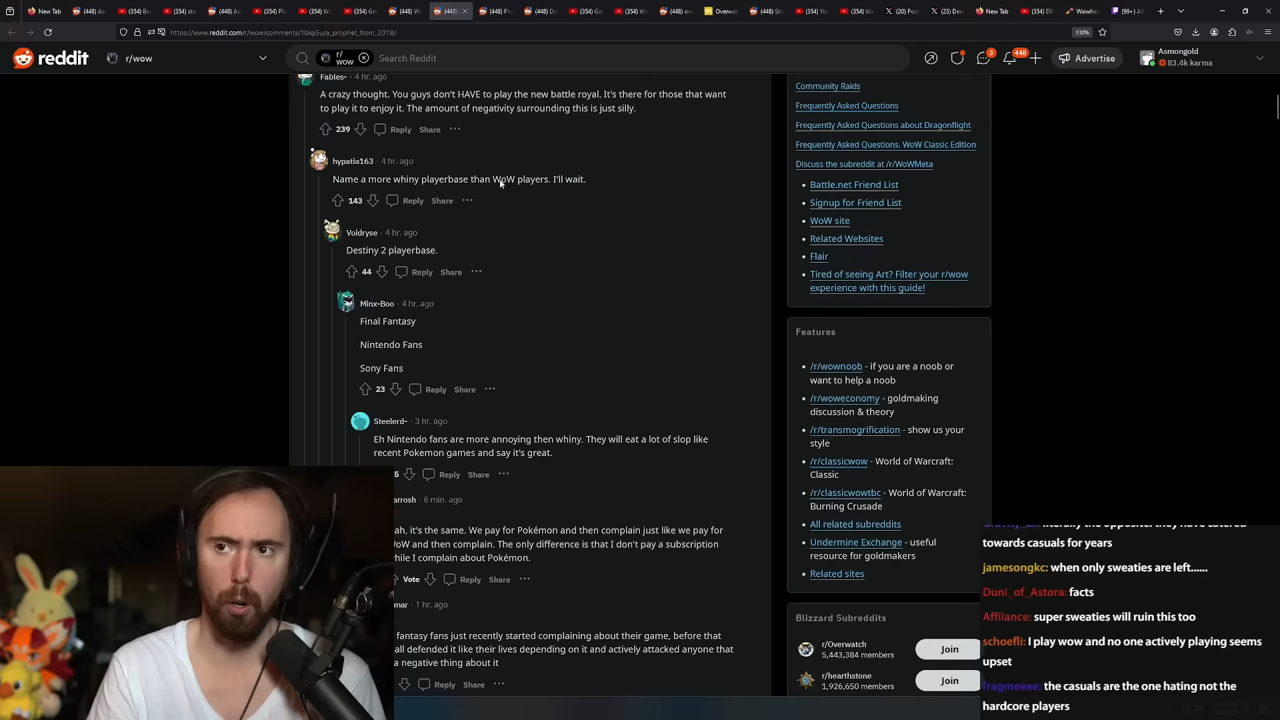 New Tab
https://www.reddit.com/r/wow/comments/1biqi5u/a_prophet_from_2018/
130%
reddit
r/wow
r/
wow
Search Reddit
3
448
Advertise
Asmongold
83.4k karma
Fables- · 4 hr. ago
A crazy thought. You guys don't HAVE to play the new battle royal. It's there for those that want
to play it to enjoy it. The amount of negativity surrounding this is just silly.
239 Reply Share ...
hypatia163 · 4 hr. ago
Name a more whiny playerbase than WoW players. I'll wait.
143 Reply Share ...
Voldryse · 4 hr. ago
Destiny 2 playerbase.
44 Reply Share ...
Minx-Boo · 4 hr. ago
Final Fantasy
Nintendo Fans
Sony Fans
23 Reply Share ...
Steelerd- · 3 hr. ago
Eh Nintendo fans are more annoying then whiny. They will eat a lot of slop like
recent Pokemon games and say it's great.
Reply Share ...
arrosh · 6 min. ago
ah, it's the same. We pay for Pokémon and then complain just like we pay for
oW and then complain. The only difference is that I don't pay a subscription
hile I complain about Pokémon.
Vote Reply Share ...
mar · 1 hr. ago
fantasy fans just recently started complaining about their game, before that
all defended it like their lives depending on it and actively attacked anyone that
a negative thing about it
Reply Share ...
Community Raids
Frequently Asked Questions
Frequently Asked Questions about Dragonflight
Frequently Asked Questions. WoW Classic Edition
Discuss the subreddit at /r/WoWMeta
Battle.net Friend List
Signup for Friend List
WoW site
Related Websites
Flair
Tired of seeing Art? Filter your r/wow
experience with this guide!
Features
/r/wownoob - if you are a noob or
want to help a noob
/r/woweconomy - goldmaking
discussion & theory
/r/transmogrification - show us your
style
/r/classicwow - World of Warcraft:
Classic
/r/classicwowtbc - World of Warcraft:
Burning Crusade
All related subreddits
Undermine Exchange - useful
resource for goldmakers
Related sites
Blizzard Subreddits
r/Overwatch
5,443,384 members
Join
r/hearthstone
1,926,650 members
Join
literally the opposite, they have catered
towards casuals for years
jamesongkc: when only sweaties are left......
Duni_of_Astora: facts
Affiiance: super sweaties will ruin this too
schoefli: I play wow and no one actively playing seems
upset
fragmeeee: the casuals are the one hating not the
hardcore players